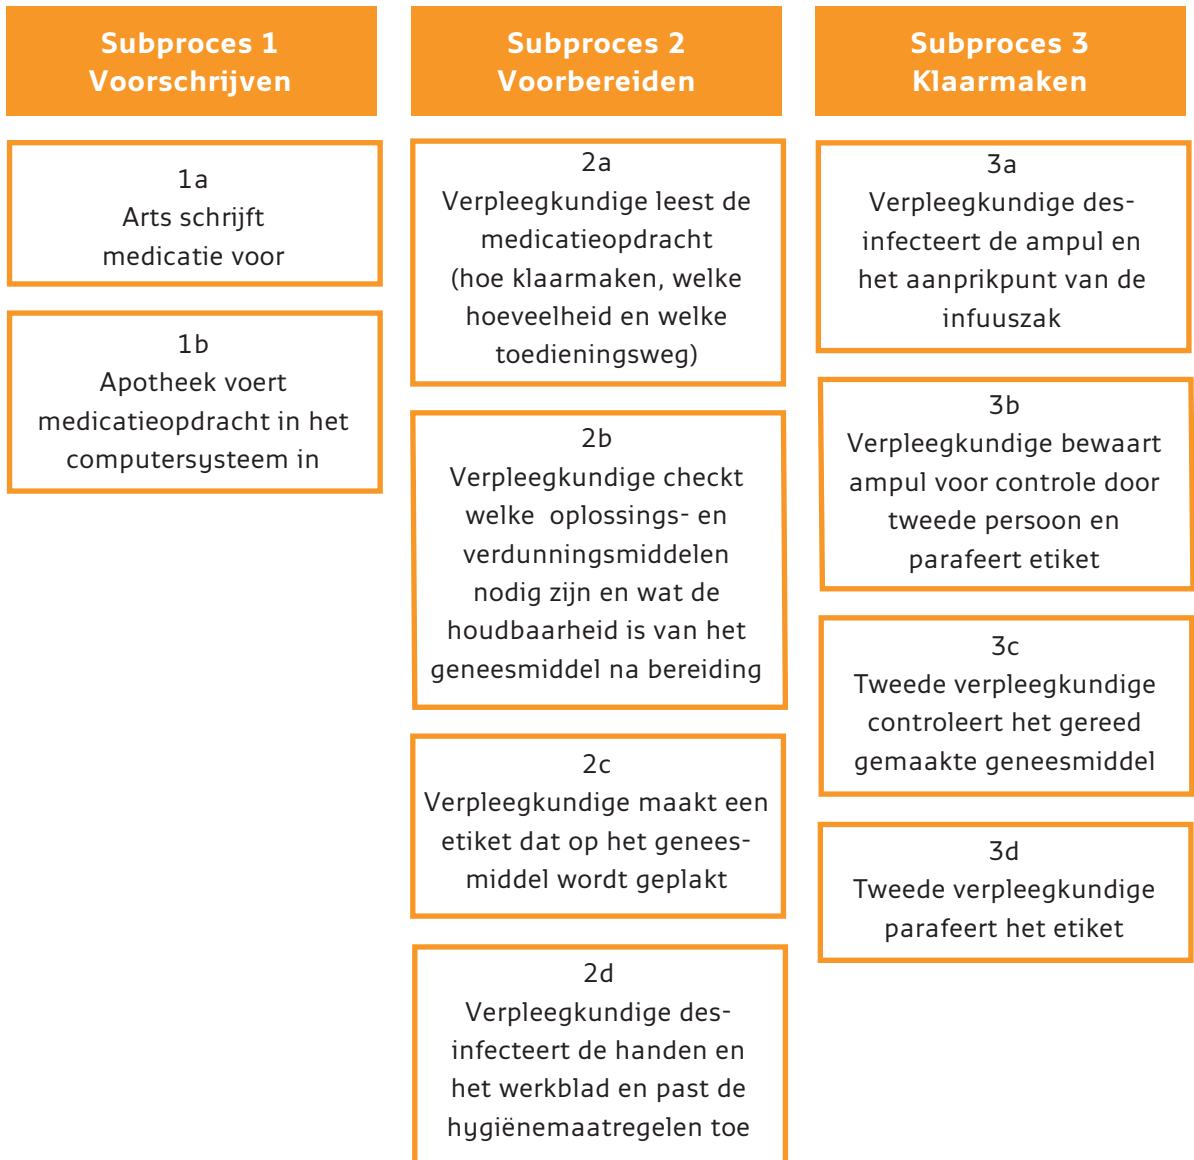 Subproces 1
Voorschrijven
1a
Arts schrijft
medicatie voor
1b
Apotheek voert
medicatieopdracht in het
computersysteem in
Subproces 2
Voorbereiden
2a
Verpleegkundige leest de
medicatieopdracht
(hoe klaarmaken, welke
hoeveelheid en welke
toedieningsweg)
2b
Verpleegkundige checkt
welke oplossings- en
verdunningsmiddelen
nodig zijn en wat de
houdbaarheid is van het
geneesmiddel na bereiding
2c
Verpleegkundige maakt een
etiket dat op het genees-
middel wordt geplakt
2d
Verpleegkundige des-
infecteert de handen en
het werkblad en past de
hygiënemaatregelen toe
Subproces 3
Klaarmaken
3a
Verpleegkundige des-
infecteert de ampul en
het aanprikpunt van de
infuuszak
3b
Verpleegkundige bewaart
ampul voor controle door
tweede persoon en
parafeert etiket
3c
Tweede verpleegkundige
controleert het gereed
gemaakte geneesmiddel
3d
Tweede verpleegkundige
parafeert het etiket